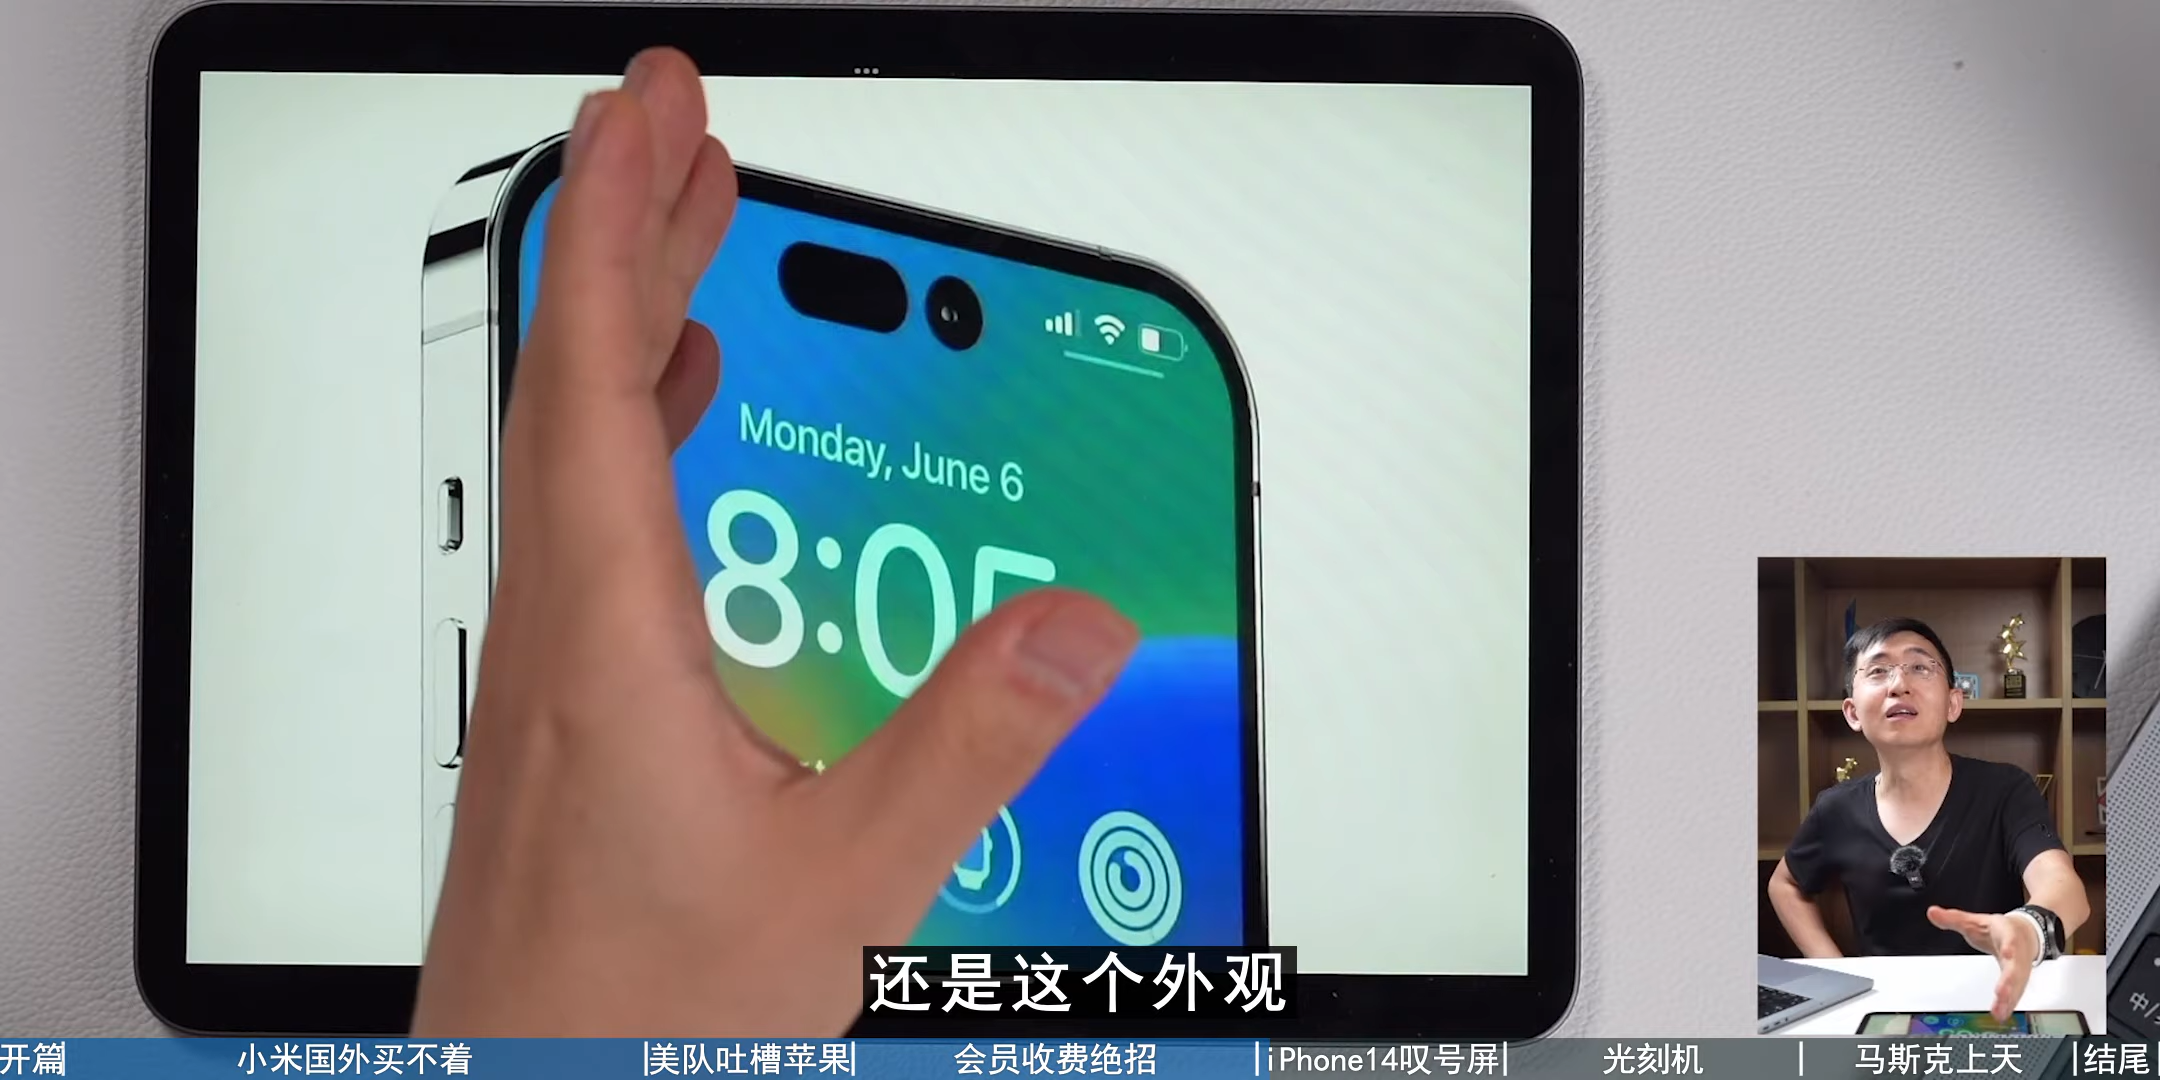 Monday, June 6
8:05
还是这个外观
开篇
小米国外买不着
美队吐槽苹果
会员收费绝招
iPhone14叹号屏
光刻机
马斯克上天
结尾